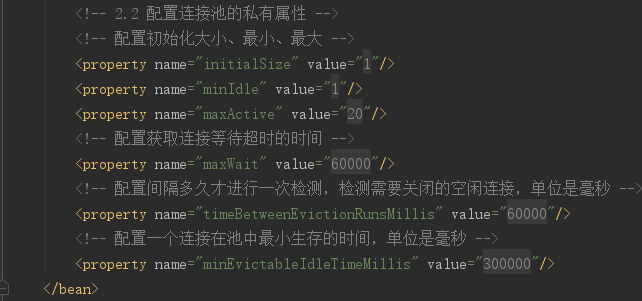 <!-- 2.2 配置连接池的私有属性 -->
<!-- 配置初始化大小、最小、最大 -->
<property name="initialSize" value="1"/>
<property name="minIdle" value="1"/>
<property name="maxActive" value="20"/>
<!-- 配置获取连接等待超时的时间 -->
<property name="maxWait" value="60000"/>
<!-- 配置间隔多久才进行一次检测，检测需要关闭的空闲连接，单位是毫秒 -->
<property name="timeBetweenEvictionRunsMillis" value="60000"/>
<!-- 配置一个连接在池中最小生存的时间，单位是毫秒 -->
<property name="minEvictableIdleTimeMillis" value="300000"/>
</bean>